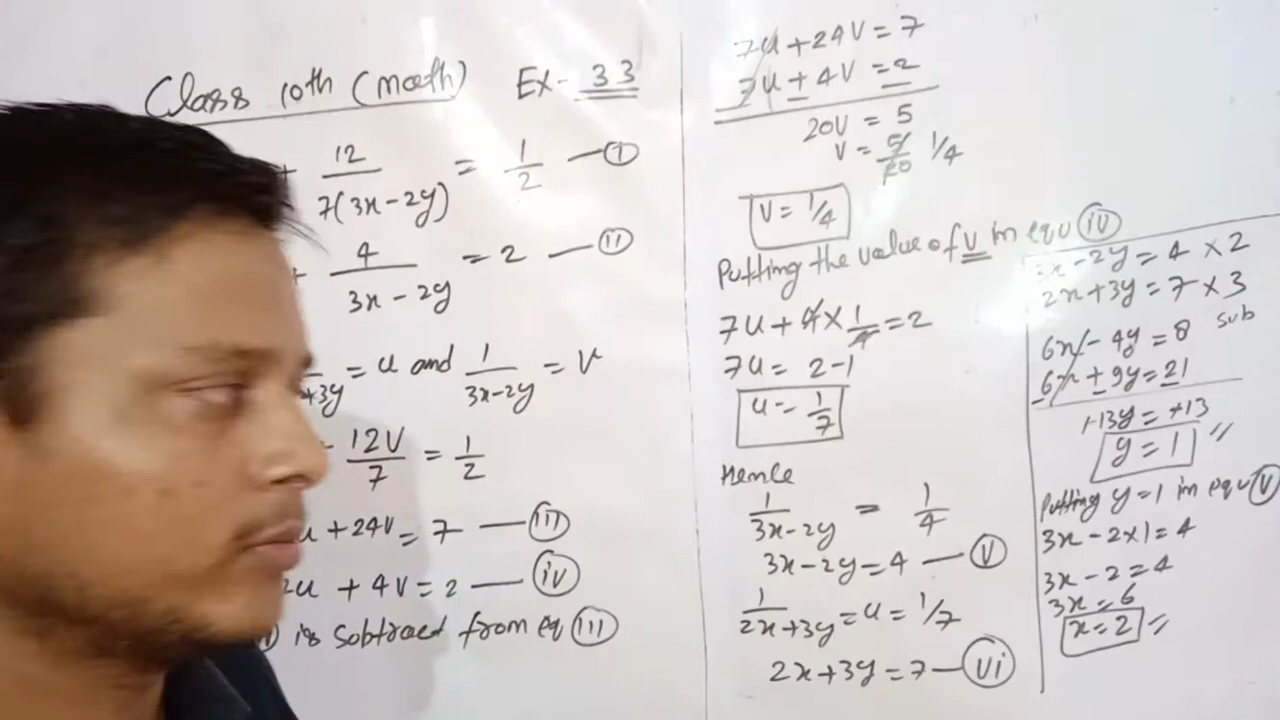 Class 10th (math) Ex- 33
+ 12/7(3x-2y) = 1/2 — (I)
+ 4/3x-2y = 2 — (II)
+3y = u and 1/3x-2y = v
12v/7 = 1/2
u + 24v = 7 — (III)
u + 4v = 2 — (iv)
is Subtract from eq (III)
7u + 24v = 7
7u + 4v = 2
20v = 5
v = 5/20 1/4
v = 1/4
Putting the value of v in equ (iv)
7u + 4 × 1/4 = 2
7u = 2-1
u = 1/7
Hence
1/3x-2y = 1/4
3x-2y = 4 — (V)
1/2x+3y = u = 1/7
2x+3y = 7 — (Vi)
3x-2y = 4 × 2
2x+3y = 7 × 3
6x - 4y = 8 sub
6x + 9y = 21
-13y = -13
y = 1
Putting y=1 in equ (V)
3x - 2×1 = 4
3x - 2 = 4
3x = 6
x = 2